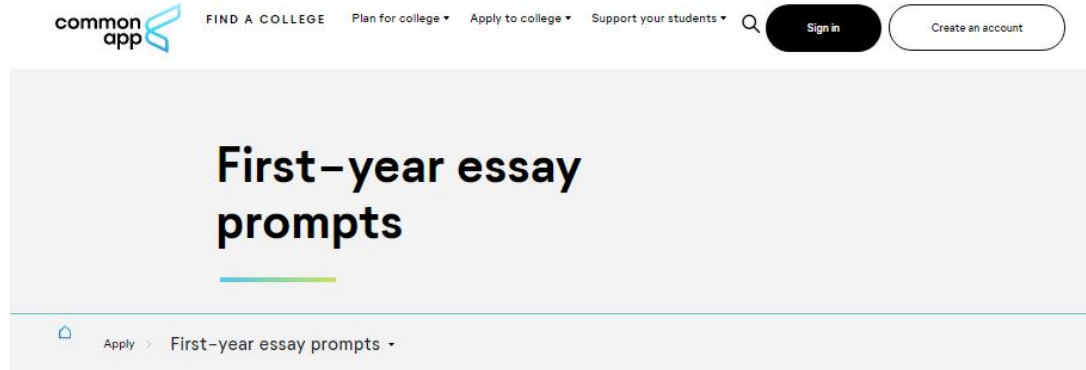 common
app
FIND A COLLEGE Plan for college Apply to college Support your students Sign in Create an account
First-year essay
prompts
Apply First-year essay prompts